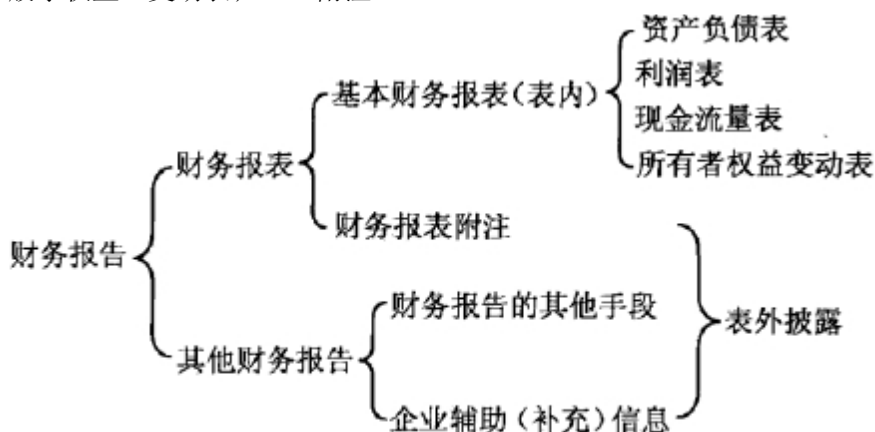 资产负债表
利润表
基本财务报表(表内)
现金流量表
财务报表
所有者权益变动表
财务报表附注
财务报告
财务报告的其他手段
表外披露
其他财务报告
企业辅助(补充)信息